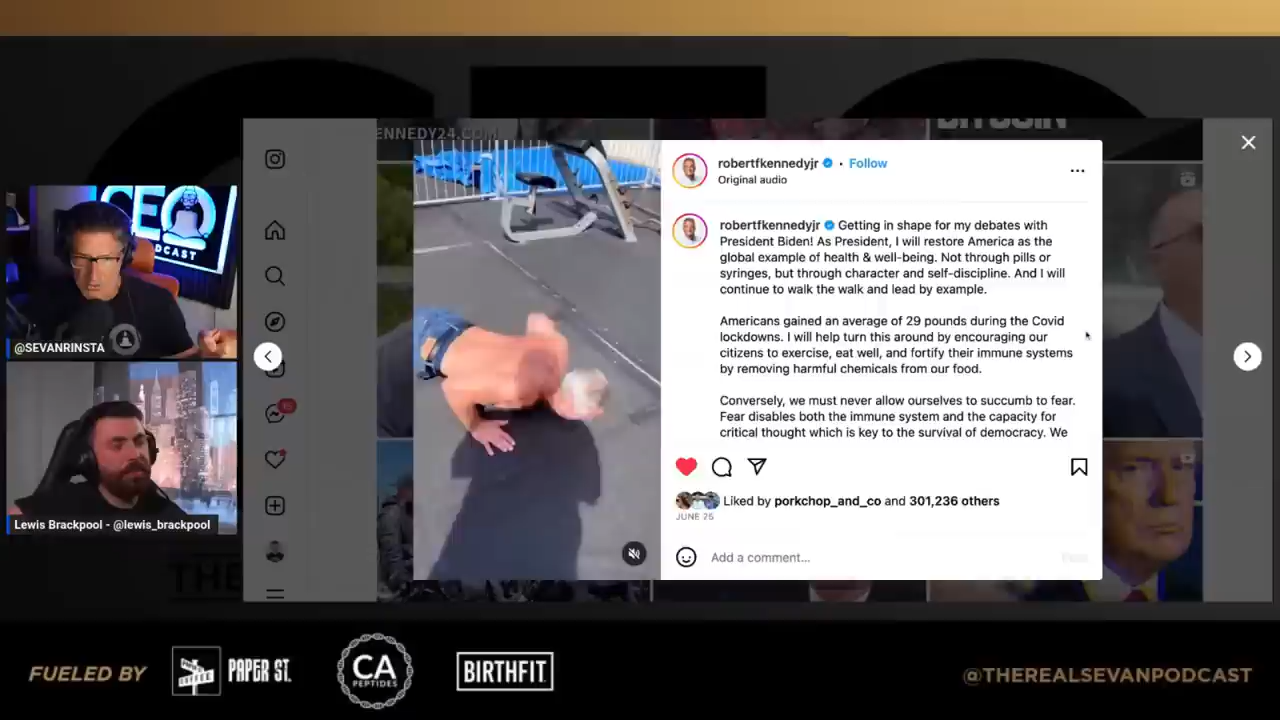 ENNEDY24.COM
BITCOIN
robertfkennedyjr · Follow
Original audio
···
robertfkennedyjr Getting in shape for my debates with
President Biden! As President, I will restore America as the
global example of health & well-being. Not through pills or
syringes, but through character and self-discipline. And I will
continue to walk the walk and lead by example.
Americans gained an average of 29 pounds during the Covid
lockdowns. I will help turn this around by encouraging our
citizens to exercise, eat well, and fortify their immune systems
by removing harmful chemicals from our food.
Conversely, we must never allow ourselves to succumb to fear.
Fear disables both the immune system and the capacity for
critical thought which is key to the survival of democracy. We
Liked by porkchop_and_co and 301,236 others
Add a comment...
Post
CEO
PODCAST
@SEVANRINSTA
Lewis Brackpool - @lewis_brackpool
15
THE
FUELED BY
PAPER ST.
CA
PEPTIDES
BIRTHFIT
@THEREALSEVANPODCAST